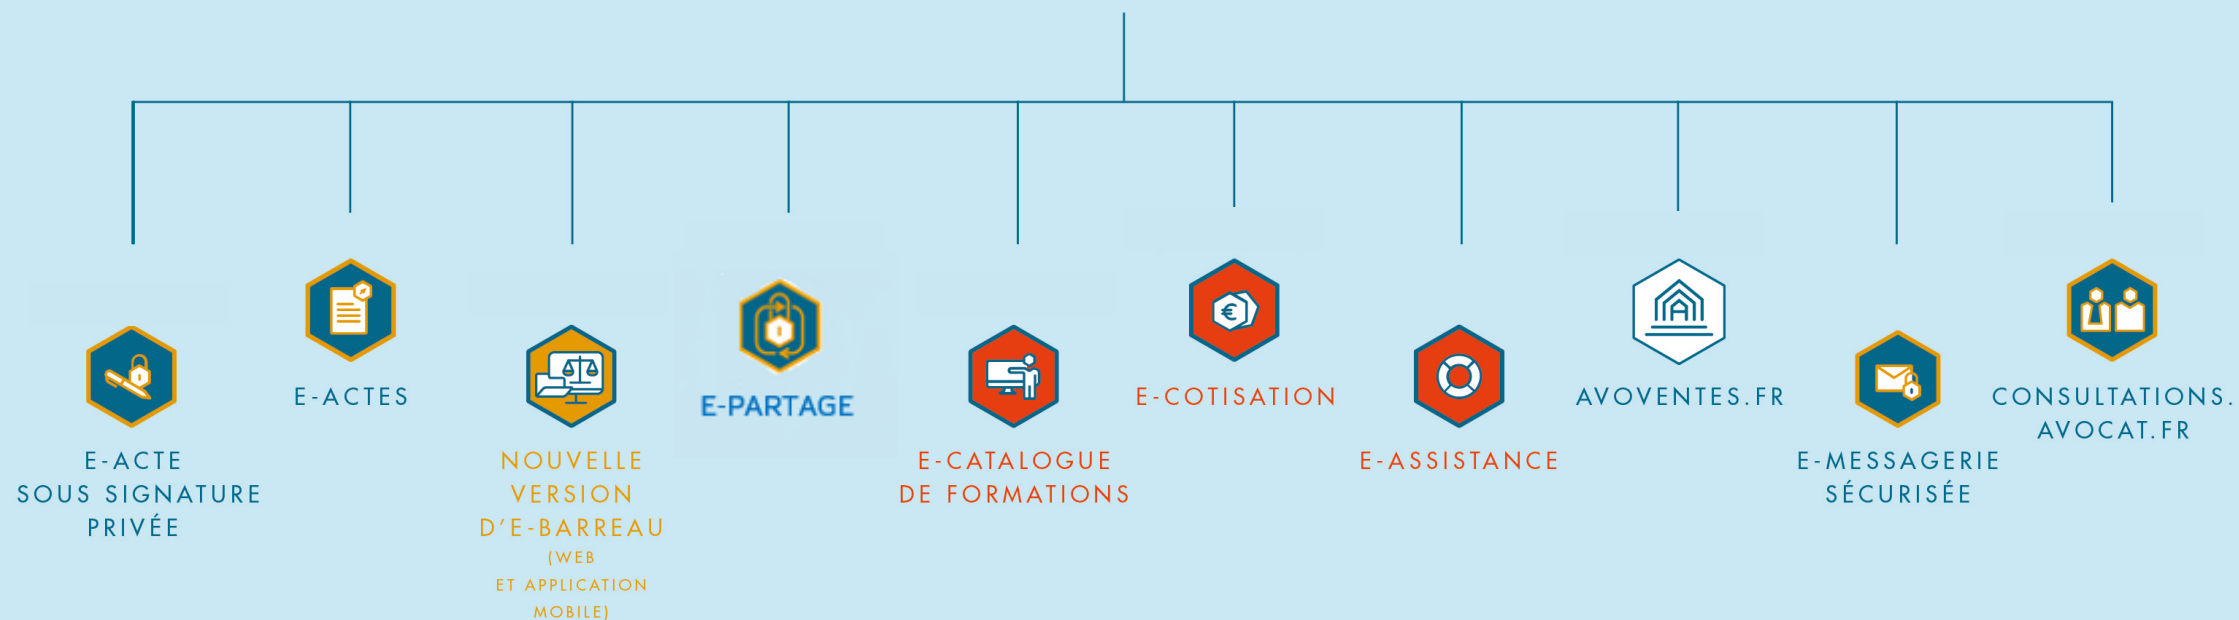 E-ACTE
SOUS SIGNATURE
PRIVÉE
E-ACTES
NOUVELLE
VERSION
D'E-BARREAU
(WEB
ET APPLICATION
MOBILE)
E-PARTAGE
E-CATALOGUE
DE FORMATIONS
E-COTISATION
E-ASSISTANCE
AVOVENTES.FR
E-MESSAGERIE
SÉCURISÉE
CONSULTATIONS.
AVOCAT.FR